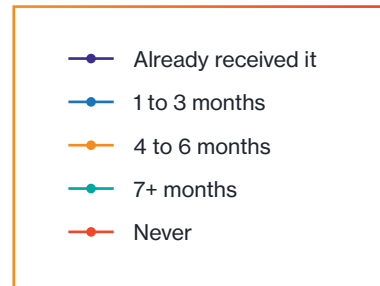 Already received it
1 to 3 months
4 to 6 months
7+ months
Never